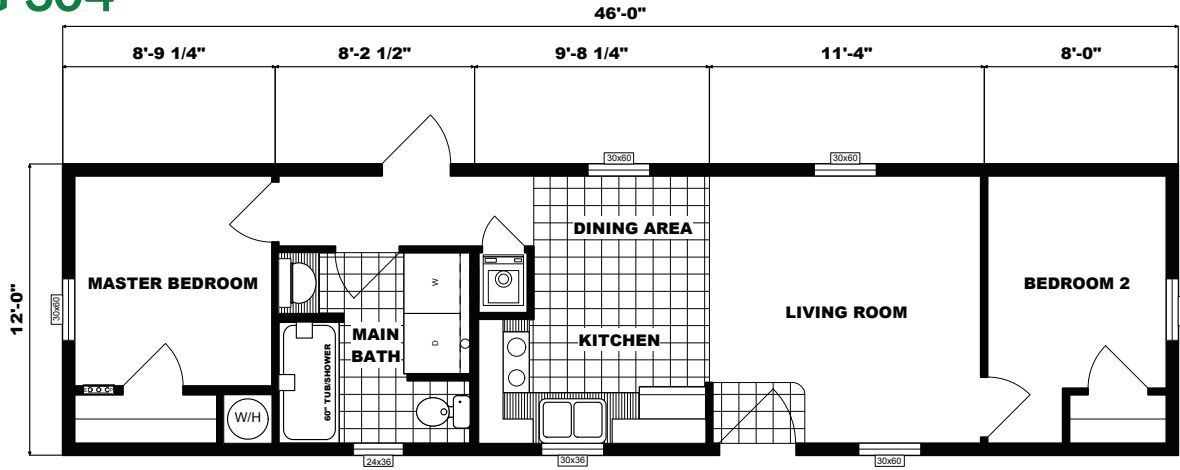 G 564
46'-0"
8'-9 1/4" 8'-2 1/2" 9'-8 1/4" 11'-4" 8'-0"
30x60 30x60
DINING AREA
MASTER BEDROOM W BEDROOM 2
12'-0" 30x60
LIVING ROOM
MAIN BATH D KITCHEN
60" TUB/SHOWER
W/H
24x36 30x36 30x60